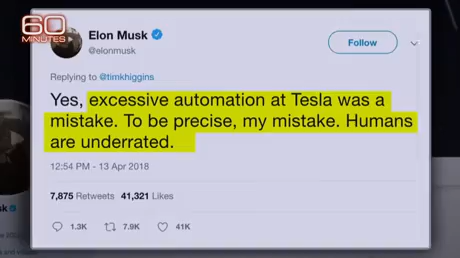 60
MINUTES
Elon Musk
@elonmusk
Follow
Replying to @timkhiggins
Yes, excessive automation at Tesla was a
mistake. To be precise, my mistake. Humans
are underrated.
12:54 PM - 13 Apr 2018
7,875 Retweets 41,321 Likes
1.3K 7.9K 41K